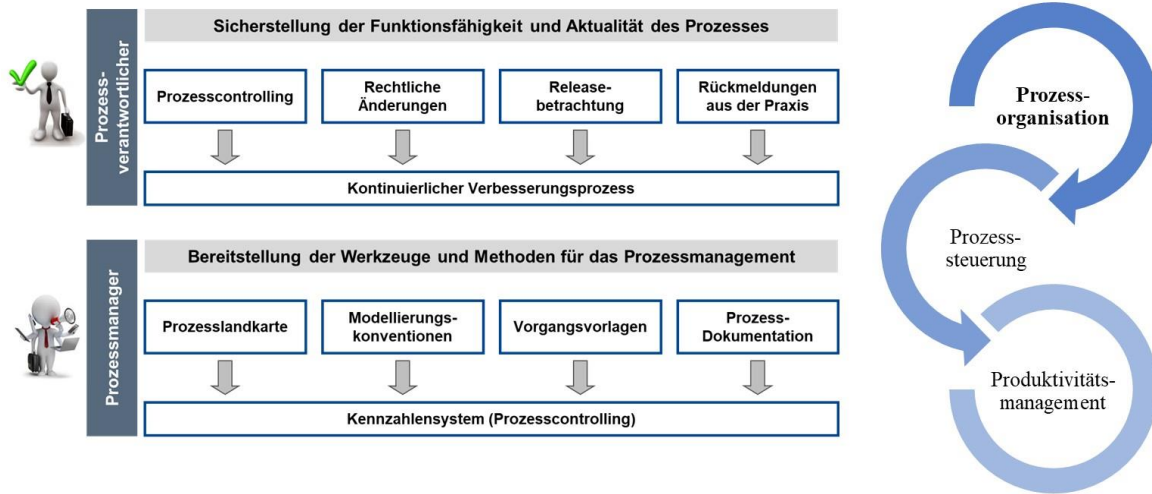 Prozess-
verantwortlicher
Sicherstellung der Funktionsfähigkeit und Aktualität des Prozesses
Prozesscontrolling
Rechtliche
Änderungen
Release-
betrachtung
Rückmeldungen
aus der Praxis
Kontinuierlicher Verbesserungsprozess
Prozessmanager
Bereitstellung der Werkzeuge und Methoden für das Prozessmanagement
Prozesslandkarte
Modellierungs-
konventionen
Vorgangsvorlagen
Prozess-
Dokumentation
Kennzahlensystem (Prozesscontrolling)
Prozess-
organisation
Prozess-
steuerung
Produktivitäts-
management